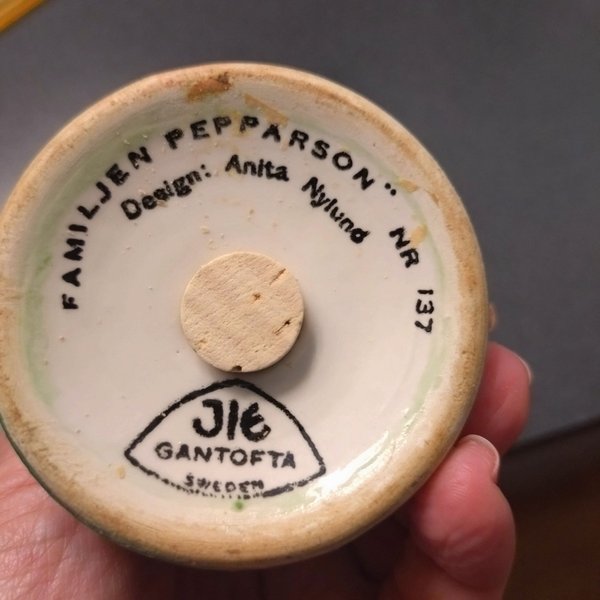 FAMILJEN PEPPARSON" NR 137
Design: Anita Nylund
JIE
GANTOFTA
SWEDEN